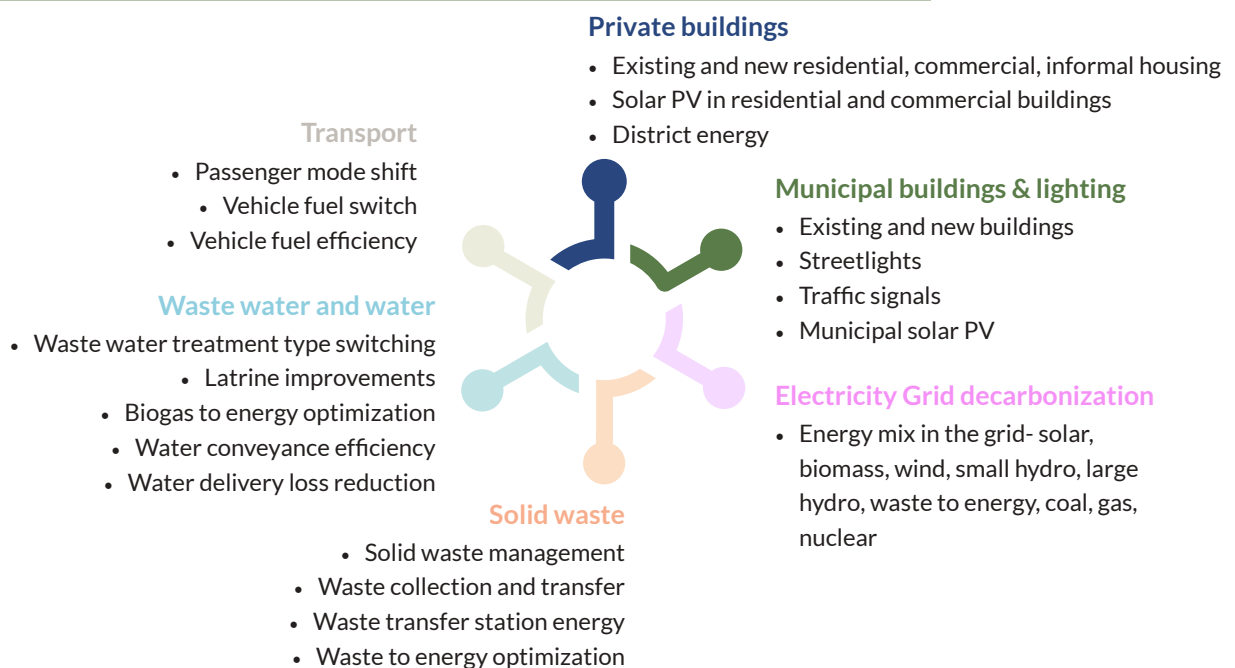 Private buildings
• Existing and new residential, commercial, informal housing
• Solar PV in residential and commercial buildings
• District energy
Transport
• Passenger mode shift
• Vehicle fuel switch
• Vehicle fuel efficiency
Municipal buildings & lighting
• Existing and new buildings
• Streetlights
• Traffic signals
• Municipal solar PV
Waste water and water
• Waste water treatment type switching
• Latrine improvements
• Biogas to energy optimization
• Water conveyance efficiency
• Water delivery loss reduction
Electricity Grid decarbonization
• Energy mix in the grid- solar,
biomass, wind, small hydro, large
hydro, waste to energy, coal, gas,
nuclear
Solid waste
• Solid waste management
• Waste collection and transfer
• Waste transfer station energy
• Waste to energy optimization